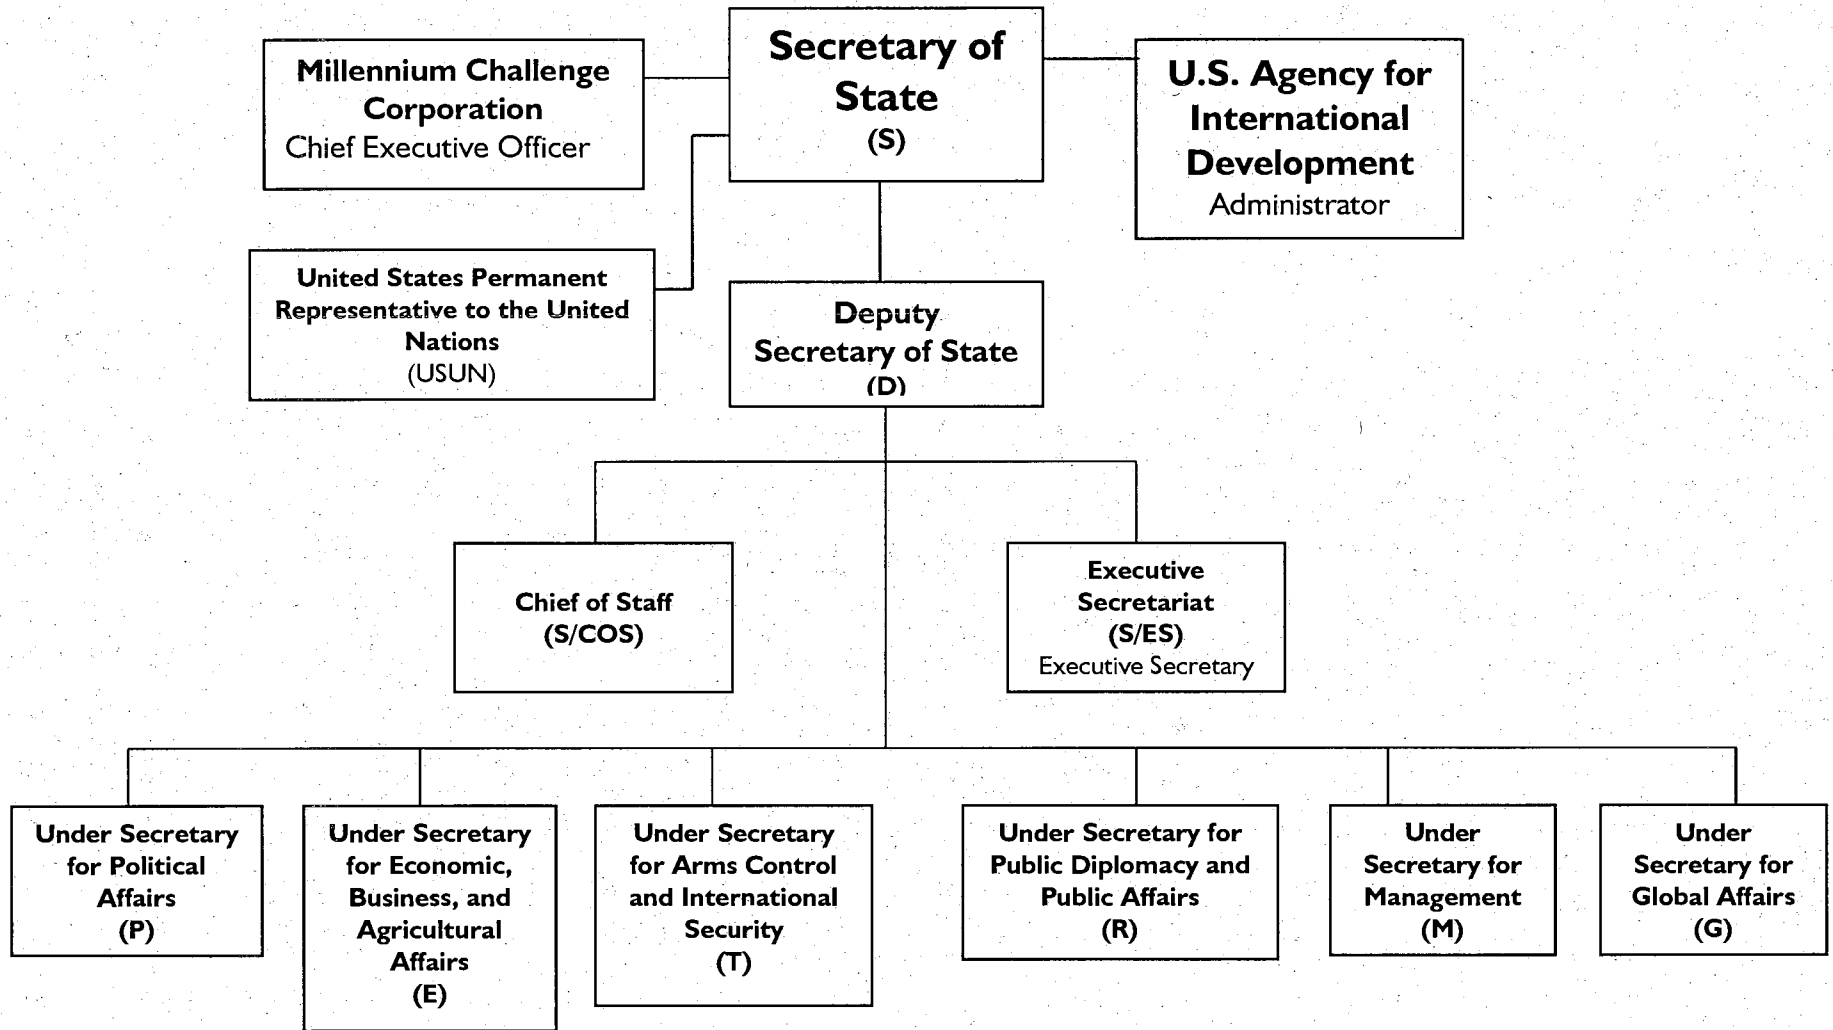 Secretary of
State
(S)
Millennium Challenge
Corporation
Chief Executive Officer
U.S. Agency for
International
Development
Administrator
United States Permanent
Representative to the United
Nations
(USUN)
Deputy
Secretary of State
(D)
Chief of Staff
(S/COS)
Executive
Secretariat
(S/ES)
Executive Secretary
Under Secretary
for Political
Affairs
(P)
Under Secretary
for Economic,
Business, and
Agricultural
Affairs
(E)
Under Secretary
for Arms Control
and International
Security
(T)
Under Secretary for
Public Diplomacy and
Public Affairs
(R)
Under
Secretary for
Management
(M)
Under
Secretary for
Global Affairs
(G)